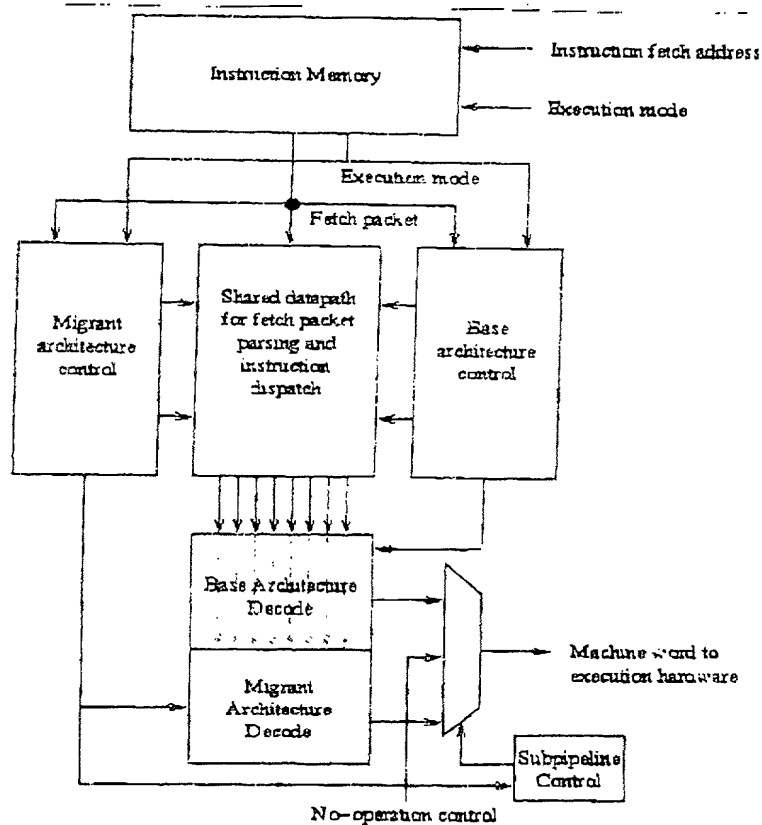 Instruction fetch address
Instruction Memory
Execution mode
Execution mode
Fetch packet
Migrant
architecture
control
Shared datapath
for fetch packet
parsing and
instruction
dispatch
Base
architecture
control
Base Architecture
Decode
Migrant
Architecture
Decode
Machine word to
execution hardware
Subpipeline
Control
No-operation control